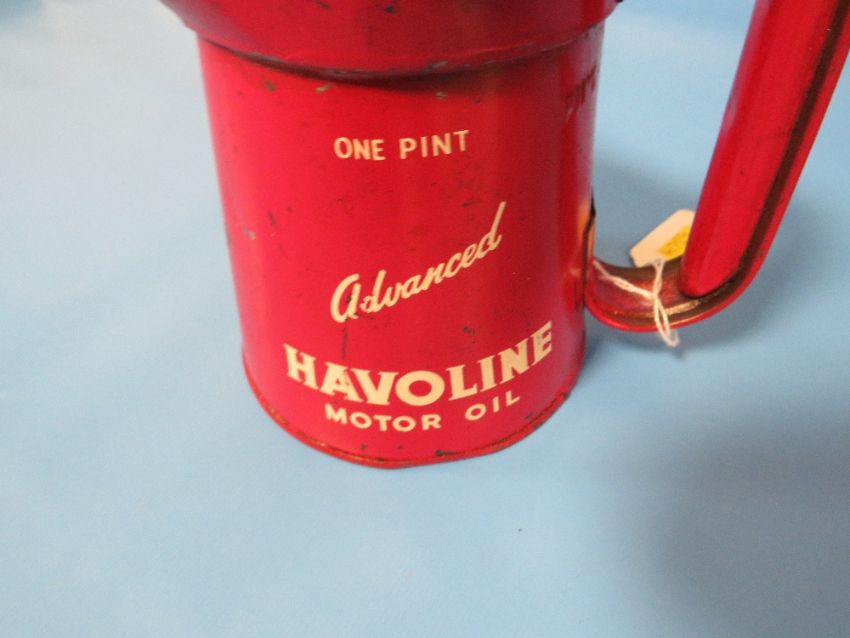 ONE PINT
Advanced
HAVOLINE
MOTOR OIL